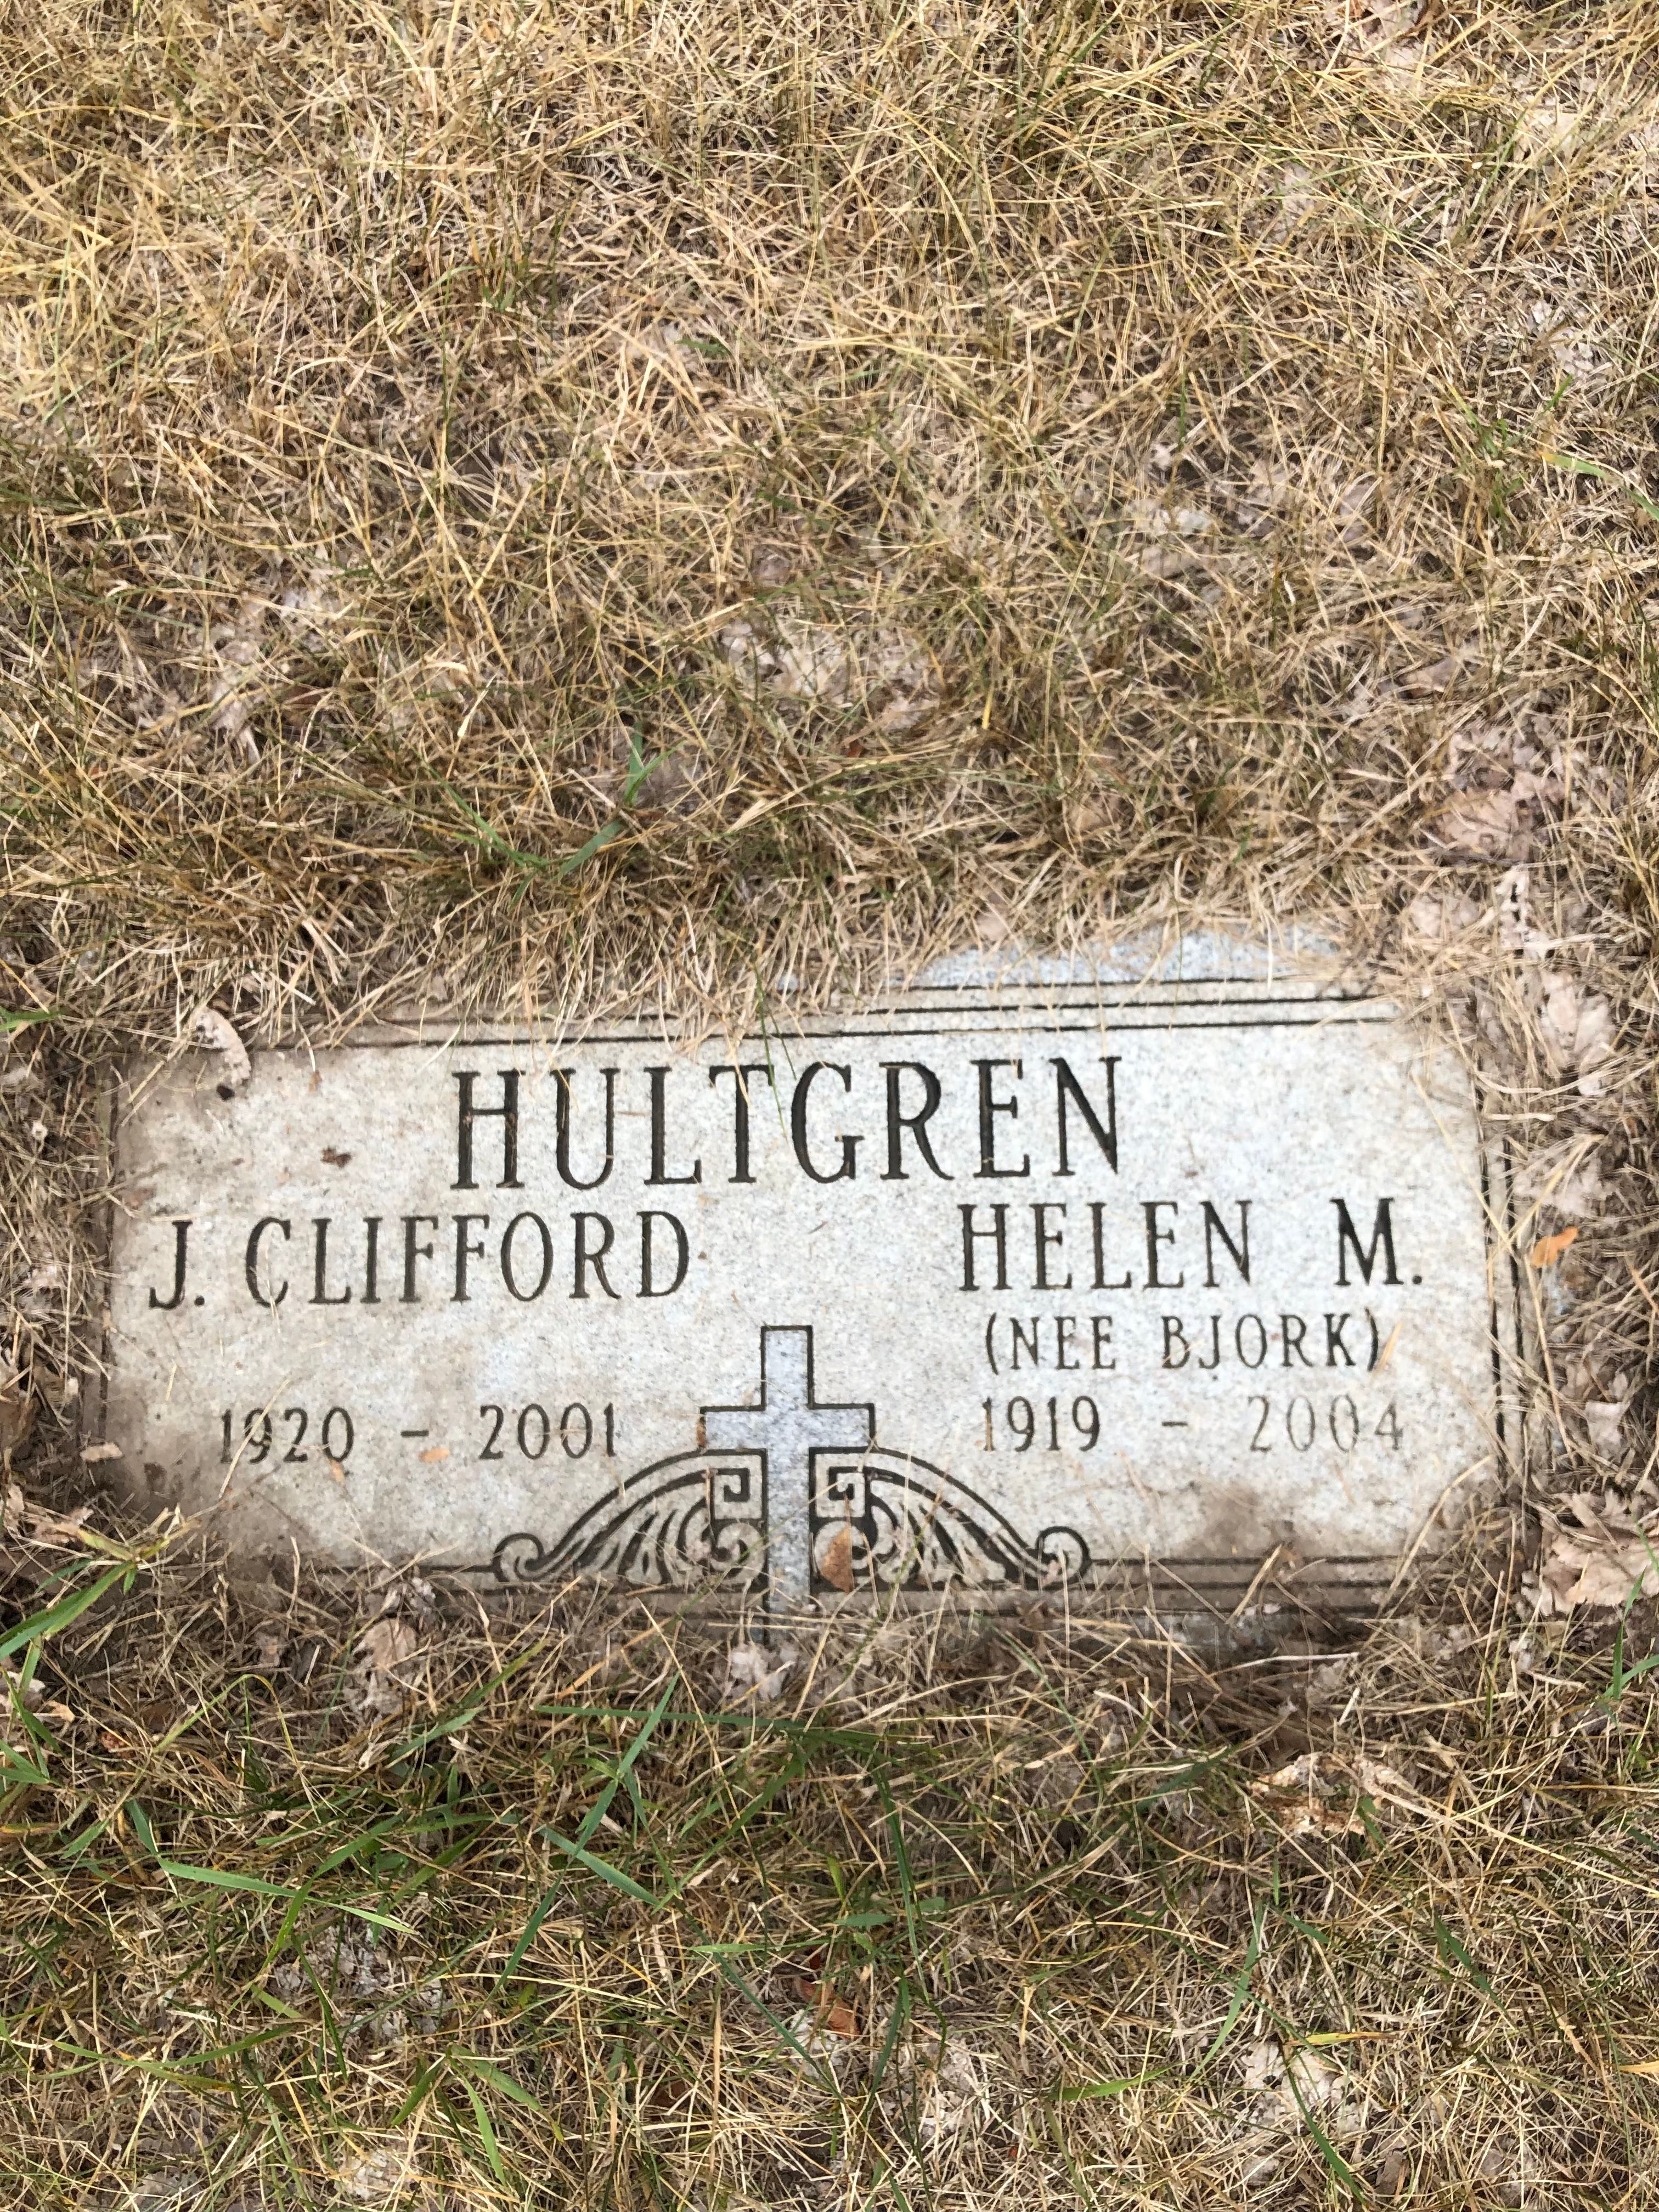 HULTGREN
J. CLIFFORD HELEN M.
(NEE BJORK)
1920 - 2001 1919 - 2004